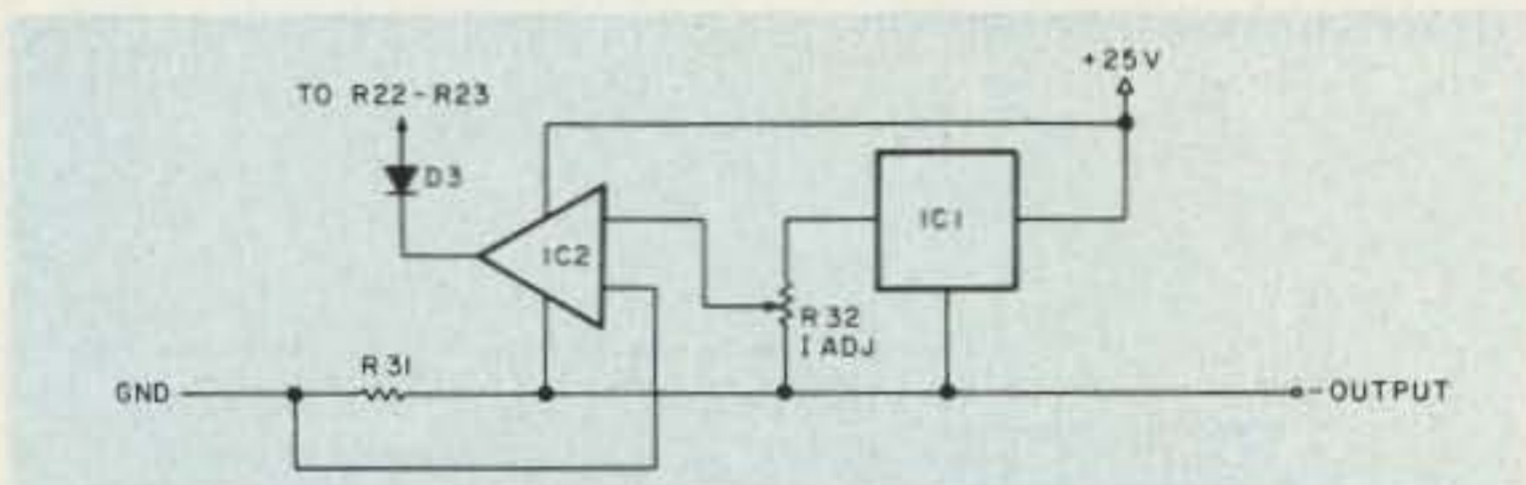 +25V
TO R22-R23
D3
IC1
IC2
R32
I ADJ
R31
GND
-OUTPUT